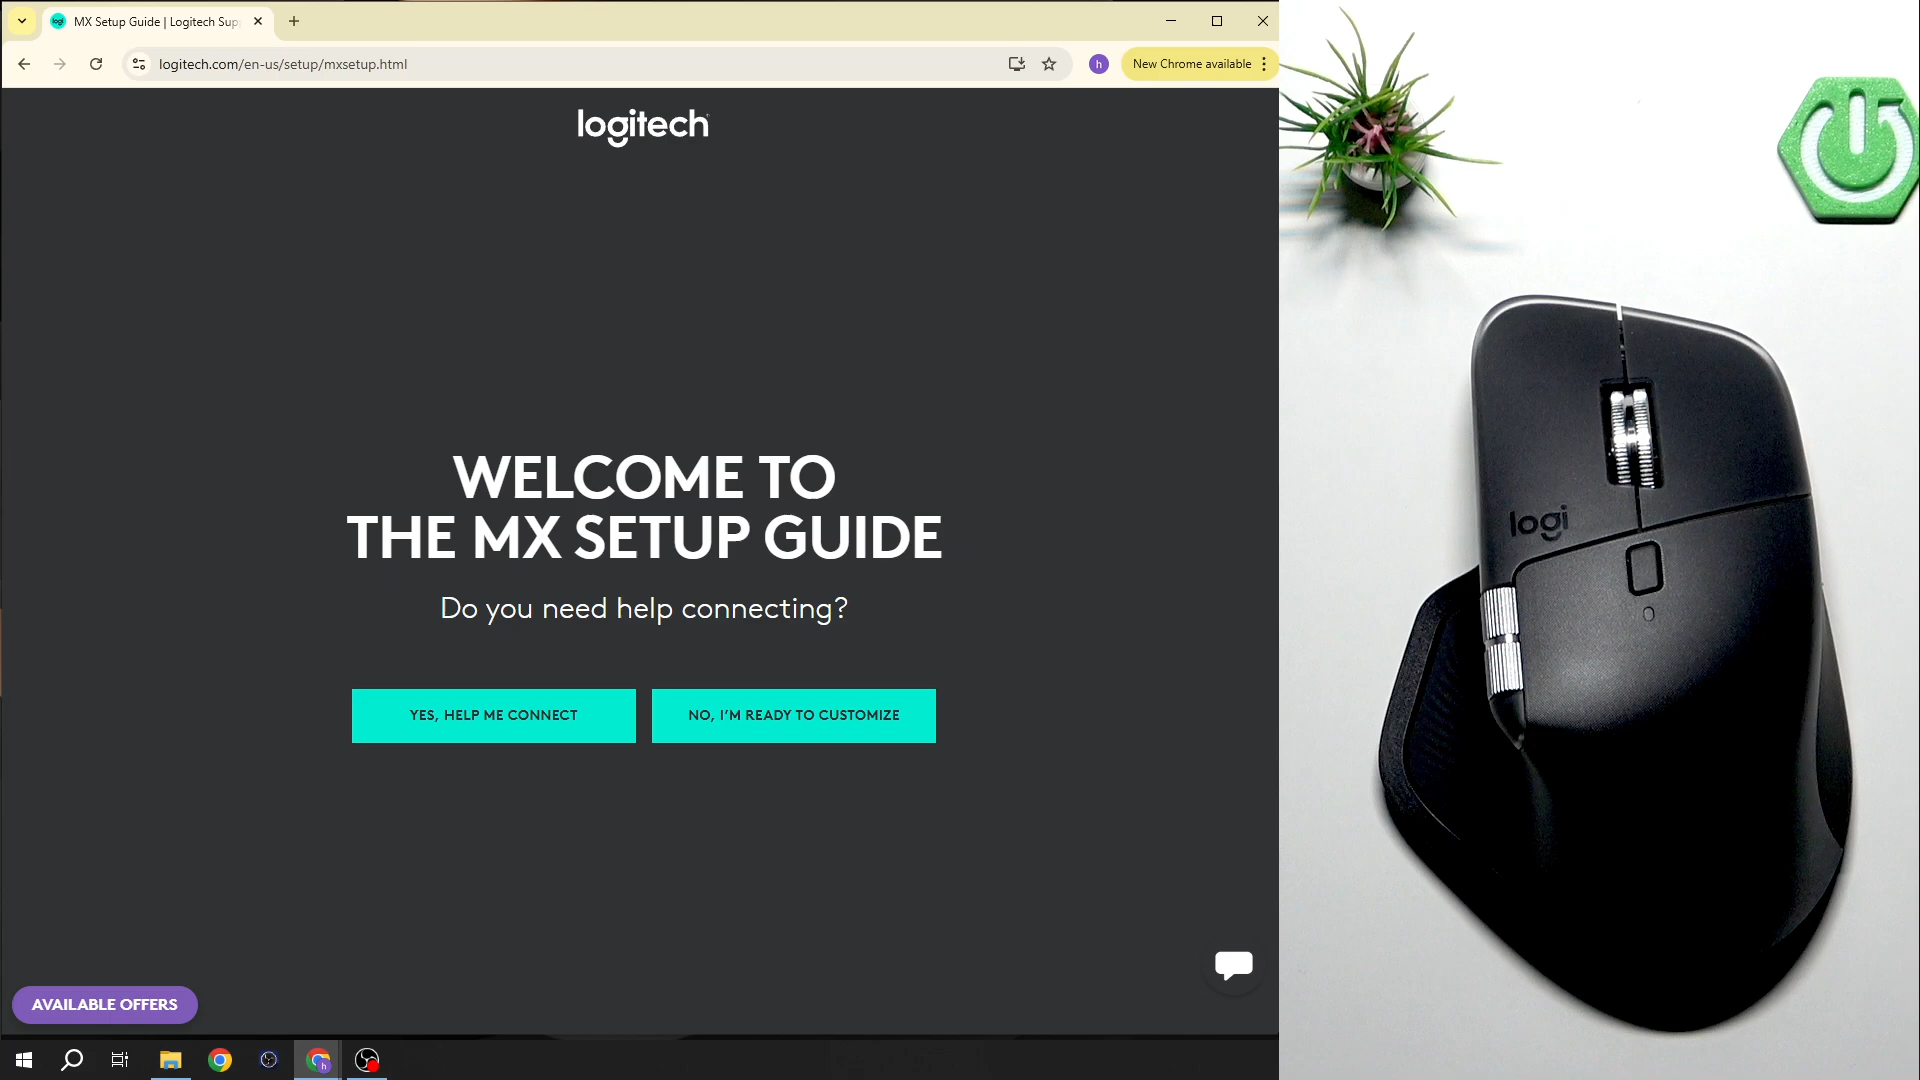 MX Setup Guide | Logitech Sup
logitech.com/en-us/setup/mxsetup.html
h
New Chrome available
logitech
WELCOME TO
THE MX SETUP GUIDE
Do you need help connecting?
YES, HELP ME CONNECT
NO, I'M READY TO CUSTOMIZE
AVAILABLE OFFERS
logi